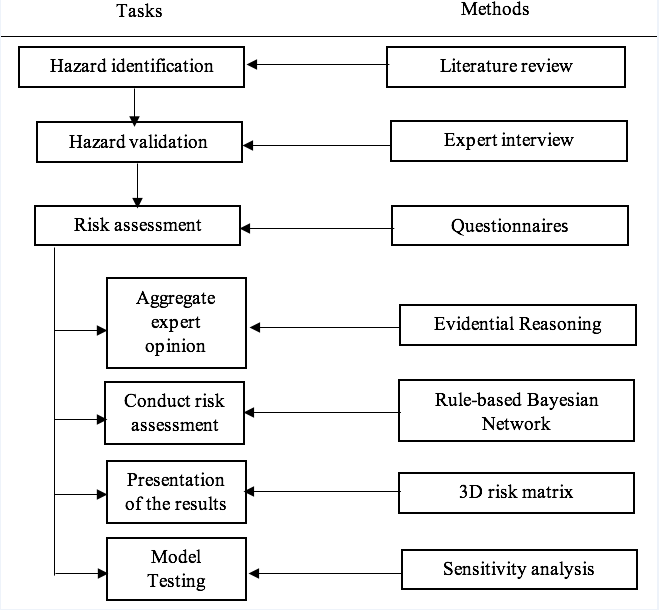 Tasks
Methods
Hazard identification
Literature review
Hazard validation
Expert interview
Risk assessment
Questionnaires
Aggregate
expert
opinion
Evidential Reasoning
Conduct risk
assessment
Rule-based Bayesian
Network
Presentation
of the results
3D risk matrix
Model
Testing
Sensitivity analysis